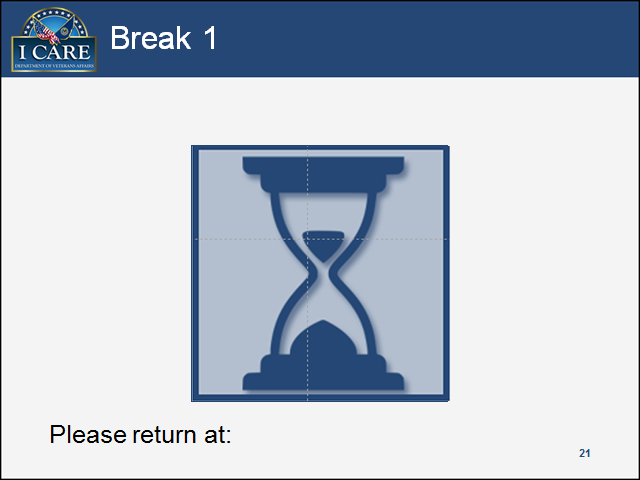 I CARE
DEPARTMENT OF VETERANS AFFAIRS
Break 1
Please return at:
21